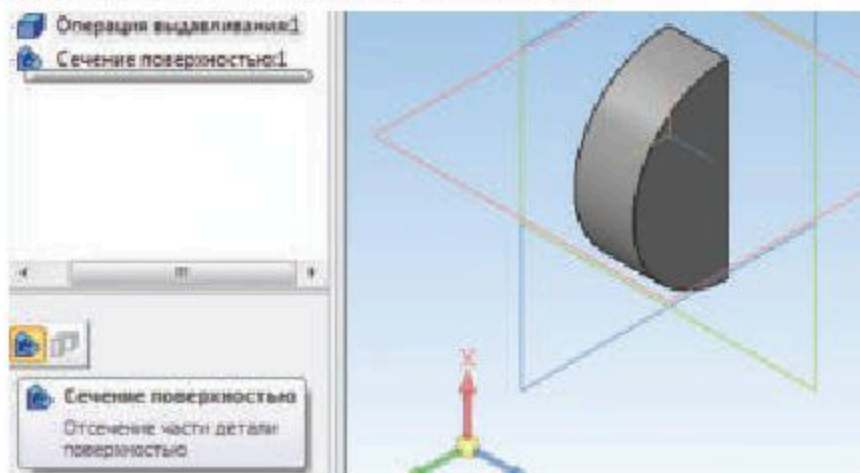 Операция выдавливания:1
Сечение поверхностью:1
X
Сечение поверхностью
Отсечение части детали
поверхностью